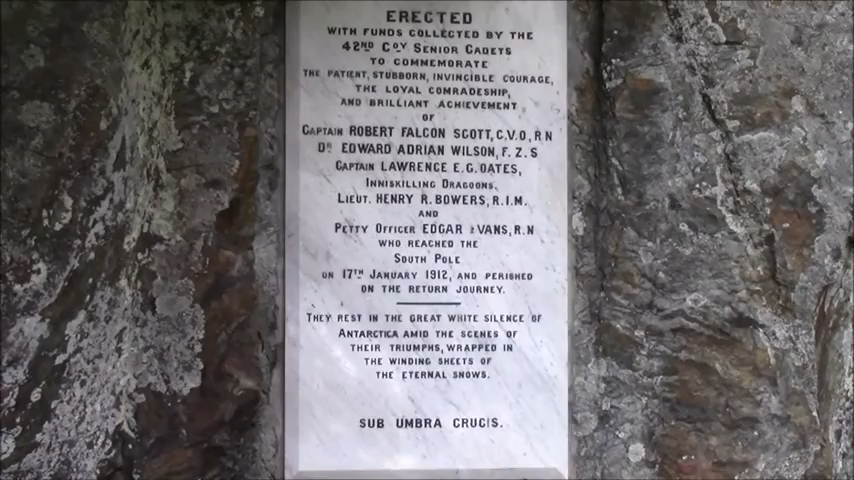 ERECTED
WITH FUNDS COLLECTED BY THE
42ND COY SENIOR CADETS
TO COMMEMORATE
THE PATIENT, STUBBORN, INVINCIBLE COURAGE,
THE LOYAL COMRADESHIP,
AND BRILLIANT ACHIEVEMENT
OF
CAPTAIN ROBERT FALCON SCOTT, C.V.O, R.N
DR EDWARD ADRIAN WILSON, F.Z.S
CAPTAIN LAWRENCE E.G. OATES,
INNISKILLING DRAGOONS.
LIEUT. HENRY R. BOWERS, R.I.M.
AND
PETTY OFFICER EDGAR EVANS, R.N
WHO REACHED THE
SOUTH POLE
ON 17TH JANUARY 1912, AND PERISHED
ON THE RETURN JOURNEY.
THEY REST IN THE GREAT WHITE SILENCE OF
ANTARCTICA AMID THE SCENES OF
THEIR TRIUMPHS, WRAPPED IN
THE WINDING SHEETS OF
THE ETERNAL SNOWS.
SUB UMBRA CRUCIS.